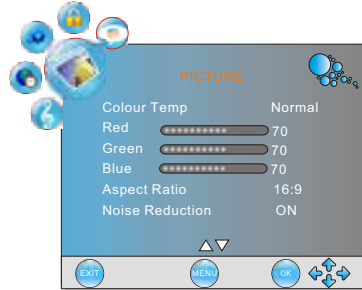 PICTURE
Colour Temp Normal
Red 70
Green 70
Blue 70
Aspect Ratio 16:9
Noise Reduction ON
EXIT MENU OK